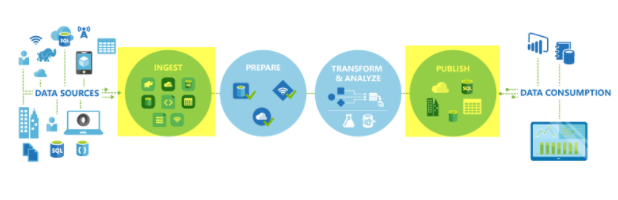 INGEST
PREPARE
TRANSFORM
& ANALYZE
PUBLISH
DATA SOURCES
DATA CONSUMPTION
SQL
SQL
SQL